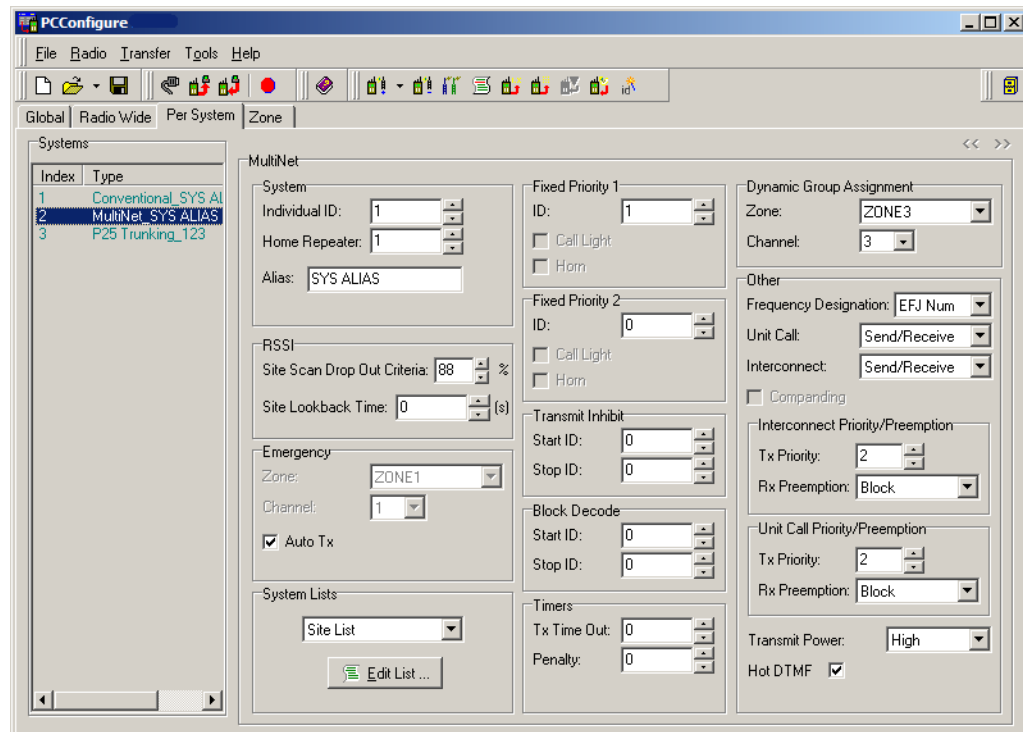 PCConfigure
File Radio Transfer Tools Help
id
Global Radio Wide Per System Zone
Systems
<< >>
Index Type
1 Conventional_SYS AL
2 MultiNet_SYS ALIAS
3 P25 Trunking_123
MultiNet
System
Individual ID: 1
Home Repeater: 1
Alias: SYS ALIAS
RSSI
Site Scan Drop Out Criteria: 88 %
Site Lookback Time: 0 (s)
Emergency
Zone: ZONE1
Channel: 1
Auto Tx
System Lists
Site List
Edit List ...
Fixed Priority 1
ID: 1
Call Light
Horn
Fixed Priority 2
ID: 0
Call Light
Horn
Transmit Inhibit
Start ID: 0
Stop ID: 0
Block Decode
Start ID: 0
Stop ID: 0
Timers
Tx Time Out: 0
Penalty: 0
Dynamic Group Assignment
Zone: ZONE3
Channel: 3
Other
Frequency Designation: EFJ Num
Unit Call: Send/Receive
Interconnect: Send/Receive
Companding
Interconnect Priority/Preemption
Tx Priority: 2
Rx Preemption: Block
Unit Call Priority/Preemption
Tx Priority: 2
Rx Preemption: Block
Transmit Power: High
Hot DTMF